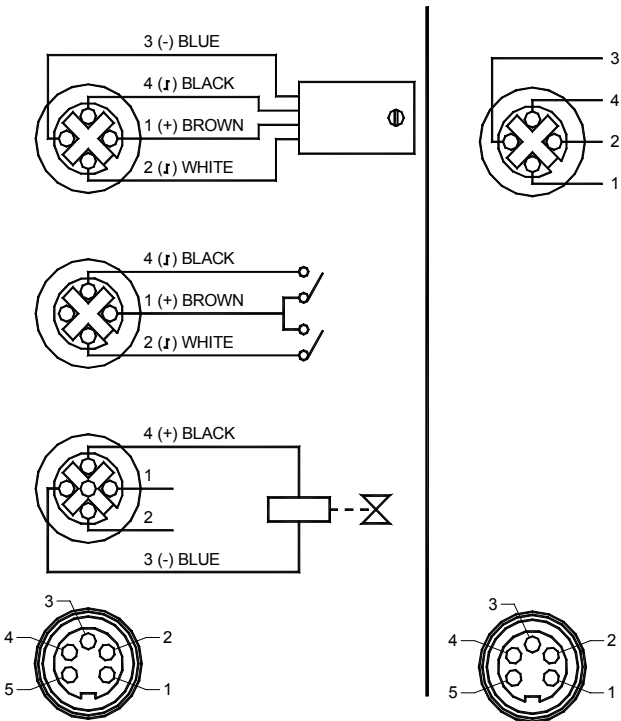 3 (-) BLUE
4 (ʃ) BLACK
1 (+) BROWN
2 (ʃ) WHITE
4 (ʃ) BLACK
1 (+) BROWN
2 (ʃ) WHITE
4 (+) BLACK
1
2
3 (-) BLUE
3
4
2
5
1
3
4
2
1
3
4
2
5
1